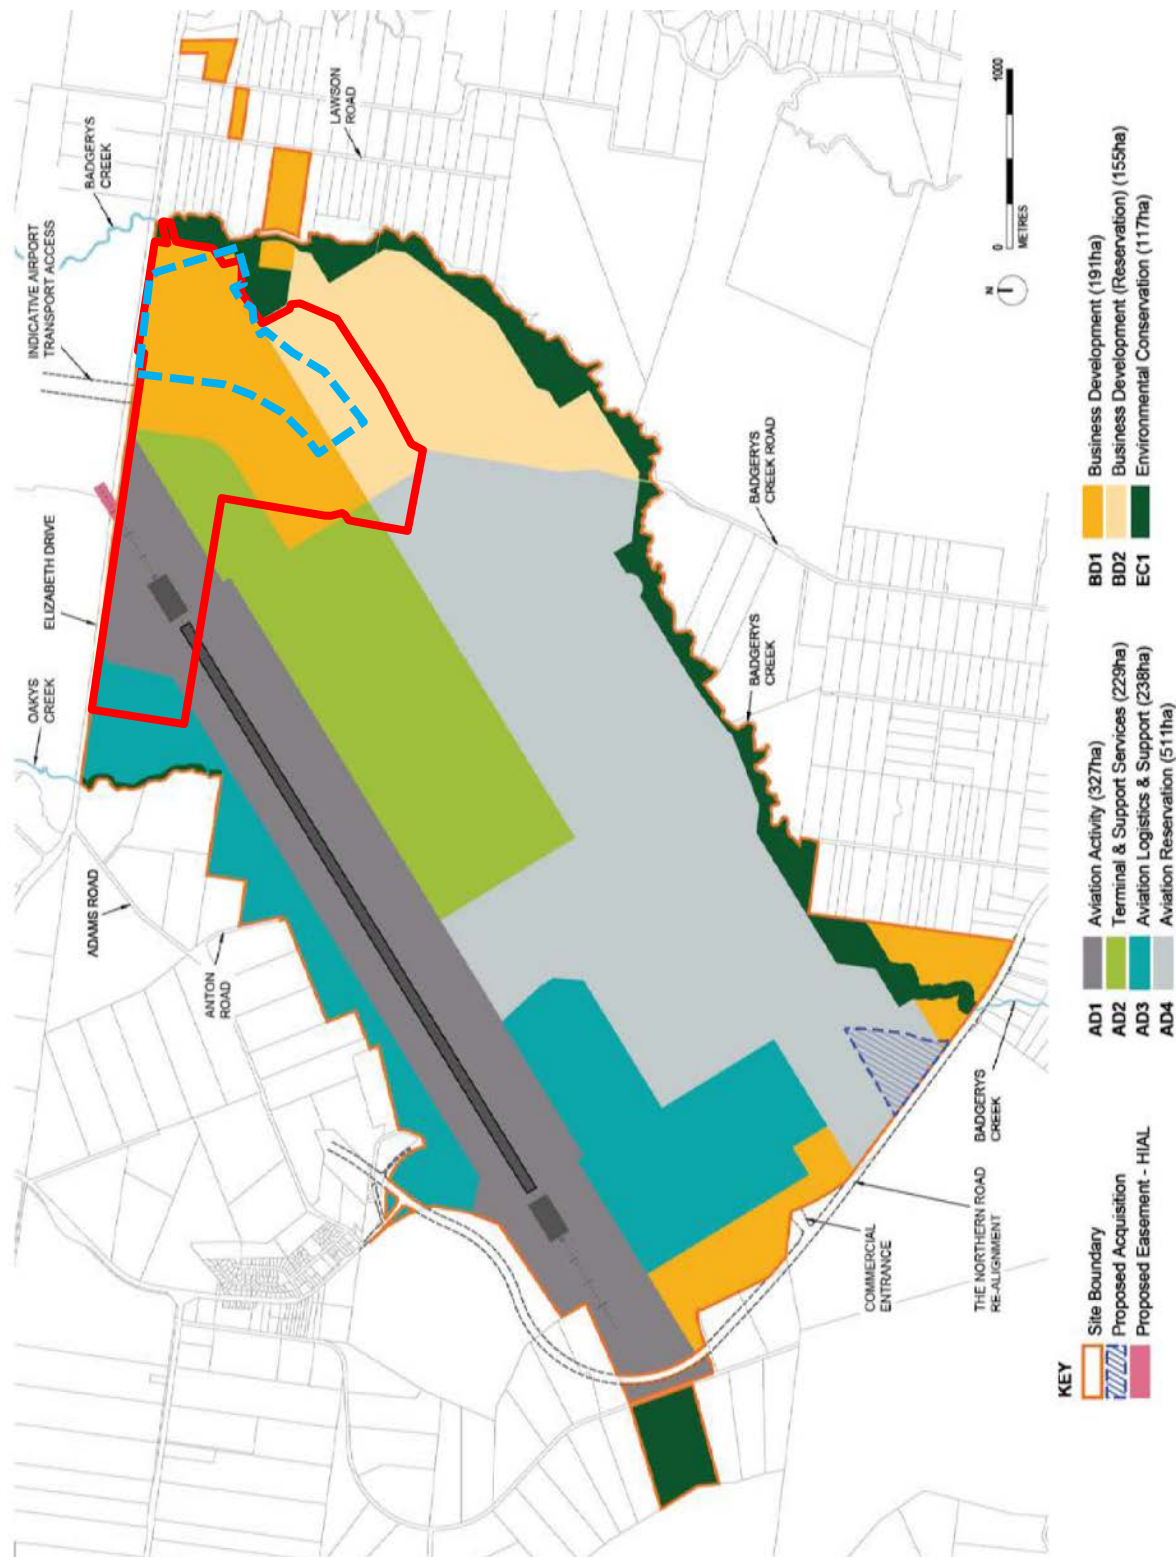 OAKYS
CREEK
ELIZABETH DRIVE
INDICATIVE AIRPORT
TRANSPORT ACCESS
BADGERYS
CREEK
LAWSON
ROAD
ADAMS ROAD
ANTON
ROAD
BADGERYS
CREEK
BADGERYS
CREEK ROAD
COMMERCIAL
ENTRANCE
THE NORTHERN ROAD
RE-ALIGNMENT
BADGERYS
CREEK
N
0
1000
METRES
KEY
Site Boundary
Proposed Acquisition
Proposed Easement - HIAL
AD1 Aviation Activity (327ha)
AD2 Terminal & Support Services (229ha)
AD3 Aviation Logistics & Support (238ha)
AD4 Aviation Reservation (511ha)
BD1 Business Development (191ha)
BD2 Business Development (Reservation) (155ha)
EC1 Environmental Conservation (117ha)